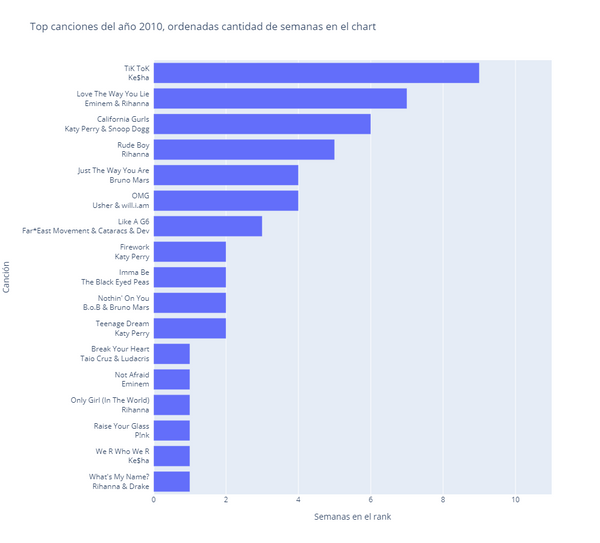 Top canciones del año 2010, ordenadas cantidad de semanas en el chart
TiK ToK
Ke$ha
Love The Way You Lie
Eminem & Rihanna
California Gurls
Katy Perry & Snoop Dogg
Rude Boy
Rihanna
Just The Way You Are
Bruno Mars
OMG
Usher & will.i.am
Like A G6
Far*East Movement & Cataracs & Dev
Firework
Katy Perry
Imma Be
The Black Eyed Peas
Nothin' On You
B.o.B & Bruno Mars
Teenage Dream
Katy Perry
Break Your Heart
Taio Cruz & Ludacris
Not Afraid
Eminem
Only Girl (In The World)
Rihanna
Raise Your Glass
P!nk
We R Who We R
Ke$ha
What's My Name?
Rihanna & Drake
Canción
0 2 4 6 8 10
Semanas en el rank